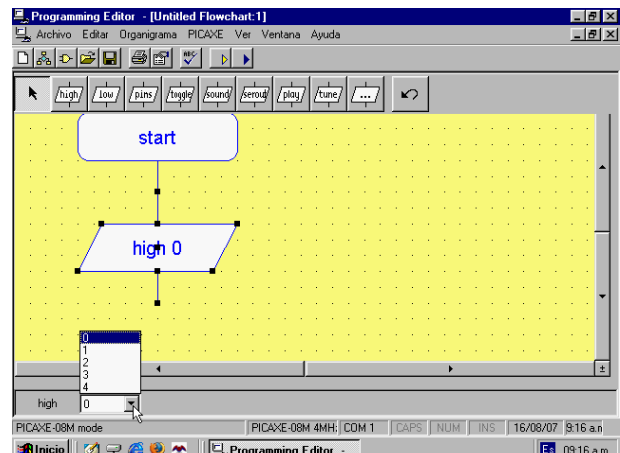 Programming Editor - [Untitled Flowchart:1]
Archivo Editar Organigrama PICAXE Ver Ventana Ayuda
ABC
high low pins toggle sound serout play tune ...
start
high 0
0
1
2
3
4
high 0
PICAXE-08M mode PICAXE-08M 4MH; COM 1 CAPS NUM INS 16/08/07 9:16 a.n
Inicio Programming Editor - Es 09:16 a.m.